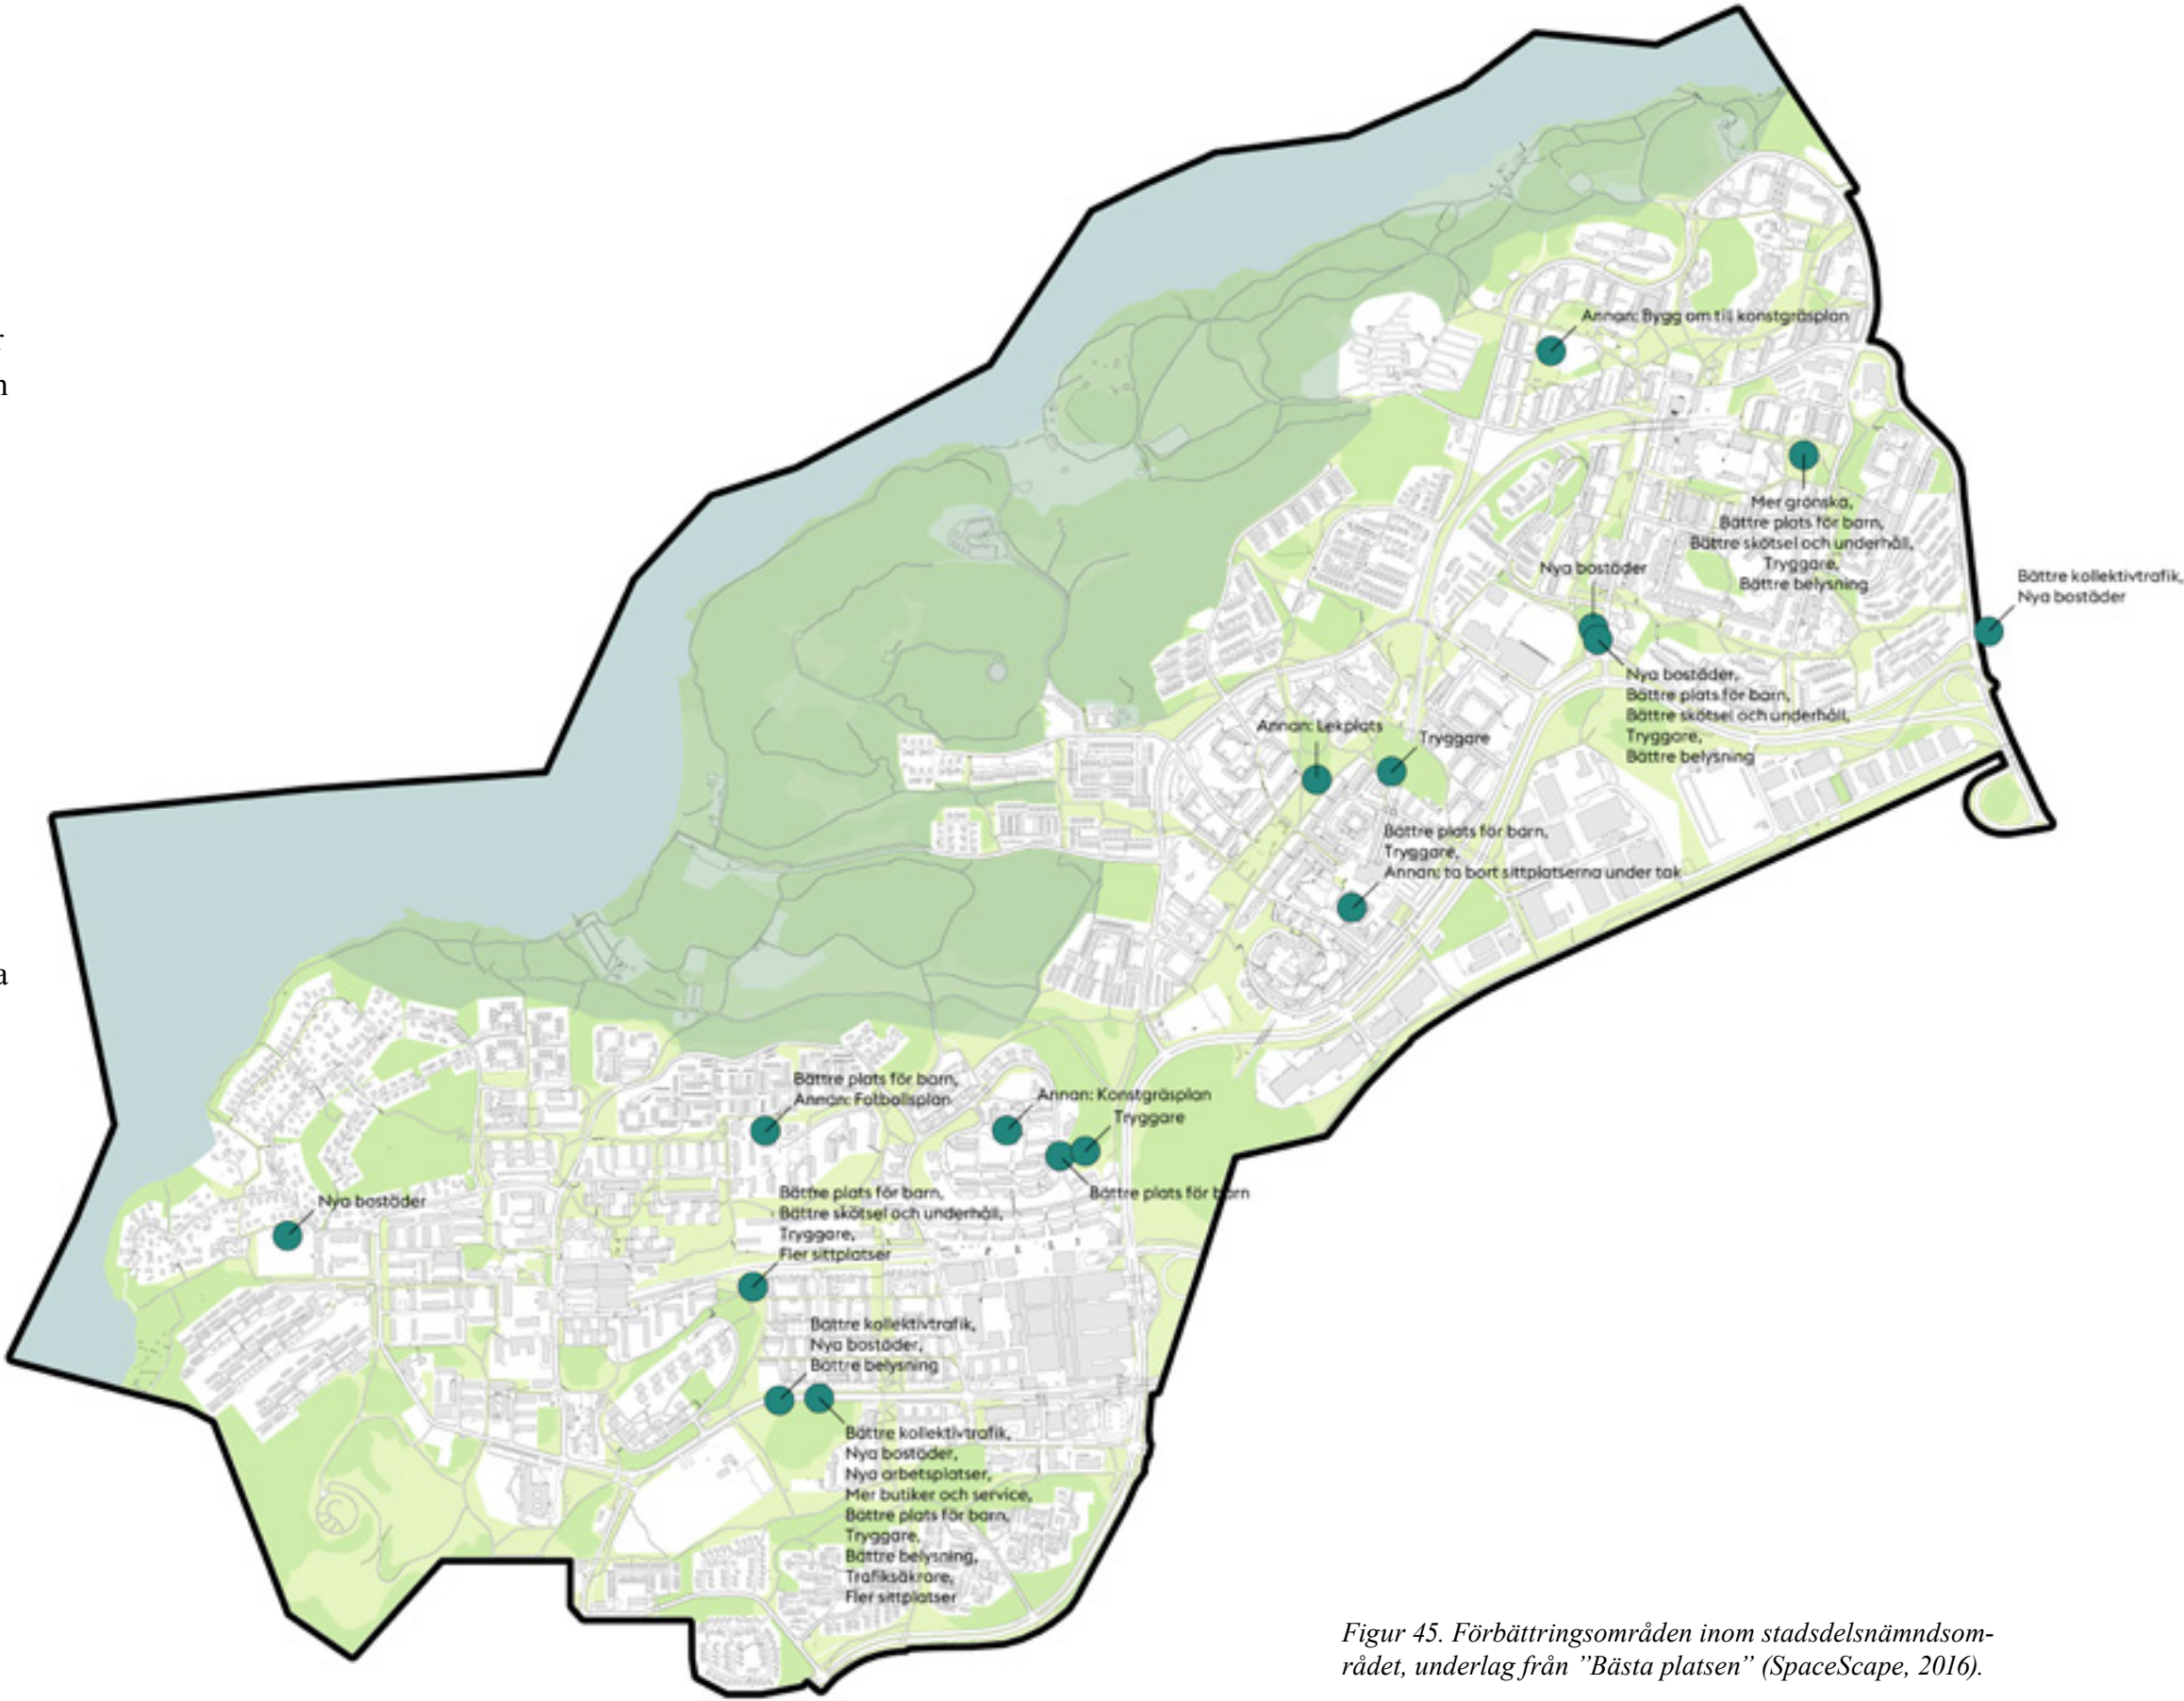 Annan: Bygg om till konstgräsplan
Mer grönska,
Bättre plats för barn,
Bättre skötsel och underhåll,
Tryggare,
Bättre belysning
Nya bostäder
Bättre kollektivtrafik,
Nya bostäder
Nya bostäder,
Bättre plats för barn,
Bättre skötsel och underhåll,
Tryggare,
Bättre belysning
Annan: Lekplats
Tryggare
Bättre plats för barn,
Tryggare,
Annan: ta bort sittplatserna under tak
Bättre plats för barn,
Annan: Fotbollsplan
Annan: Konstgräsplan
Tryggare
Bättre plats för barn
Nya bostäder
Bättre plats för barn,
Bättre skötsel och underhåll,
Tryggare,
Fler sittplatser
Bättre kollektivtrafik,
Nya bostäder,
Bättre belysning
Bättre kollektivtrafik,
Nya bostäder,
Nya arbetsplatser,
Mer butiker och service,
Bättre plats för barn,
Tryggare,
Bättre belysning,
Trafiksäkrare,
Fler sittplatser
Figur 45. Förbättringsområden inom stadsdelsnämndsom-
rådet, underlag från ”Bästa platsen” (SpaceScape, 2016).